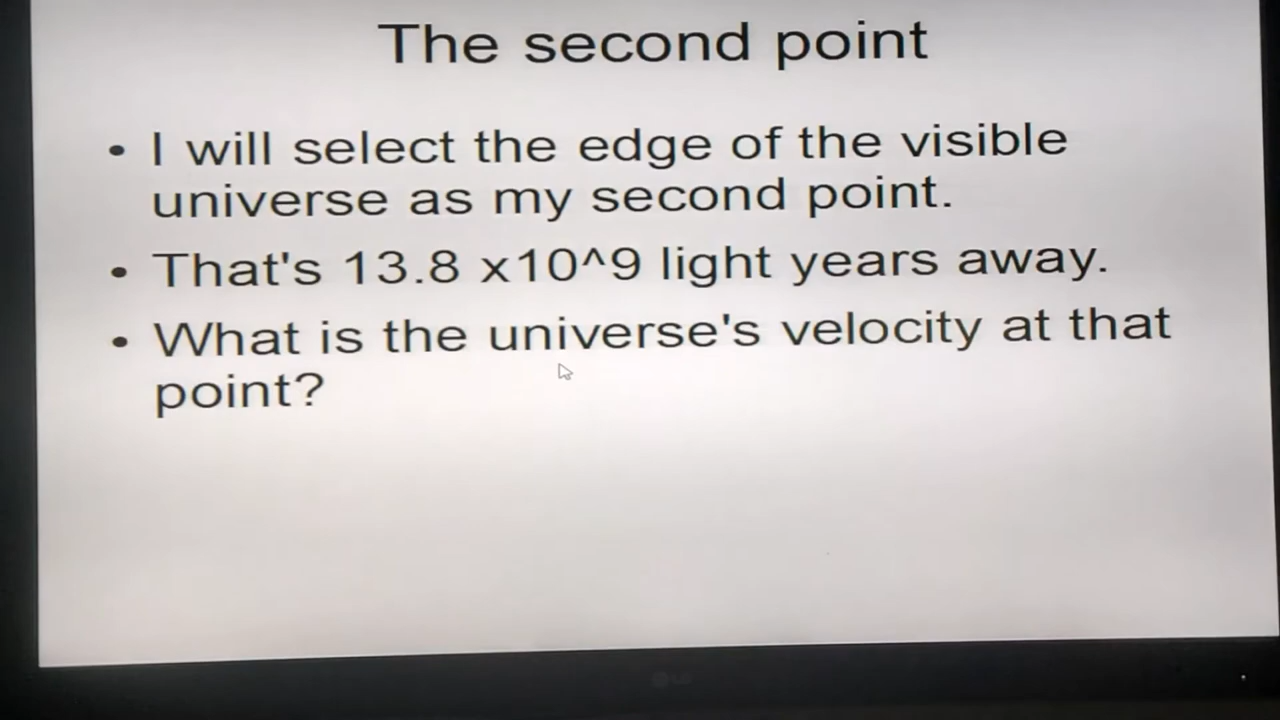 The second point
• I will select the edge of the visible
universe as my second point.
• That's 13.8 x10^9 light years away.
• What is the universe's velocity at that
point?